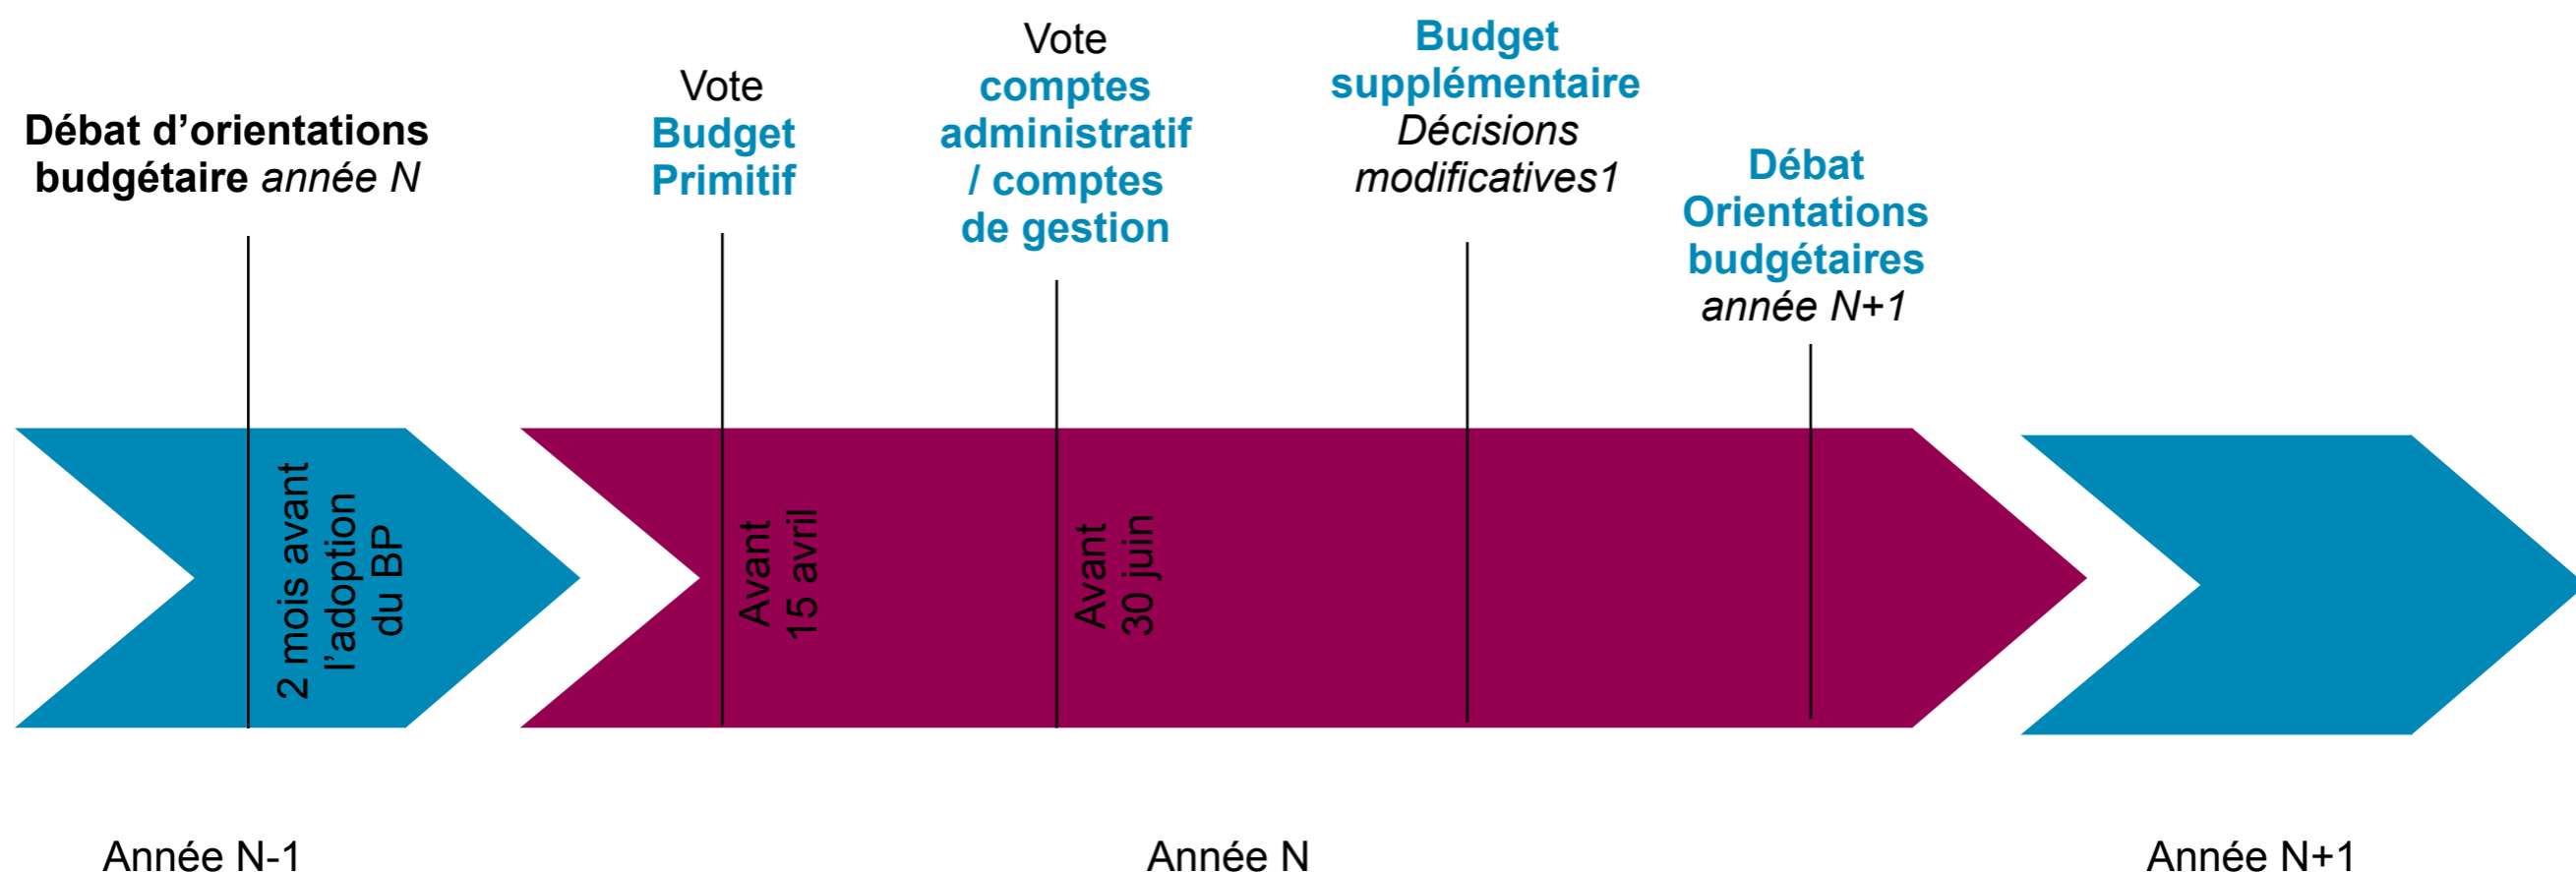 Débat d’orientations
budgétaire année N
Vote
Budget
Primitif
Vote
comptes
administratif
/ comptes
de gestion
Budget
supplémentaire
Décisions
modificatives1
Débat
Orientations
budgétaires
année N+1
2 mois avant
l’adoption
du BP
Avant
15 avril
Avant
30 juin
Année N-1
Année N
Année N+1